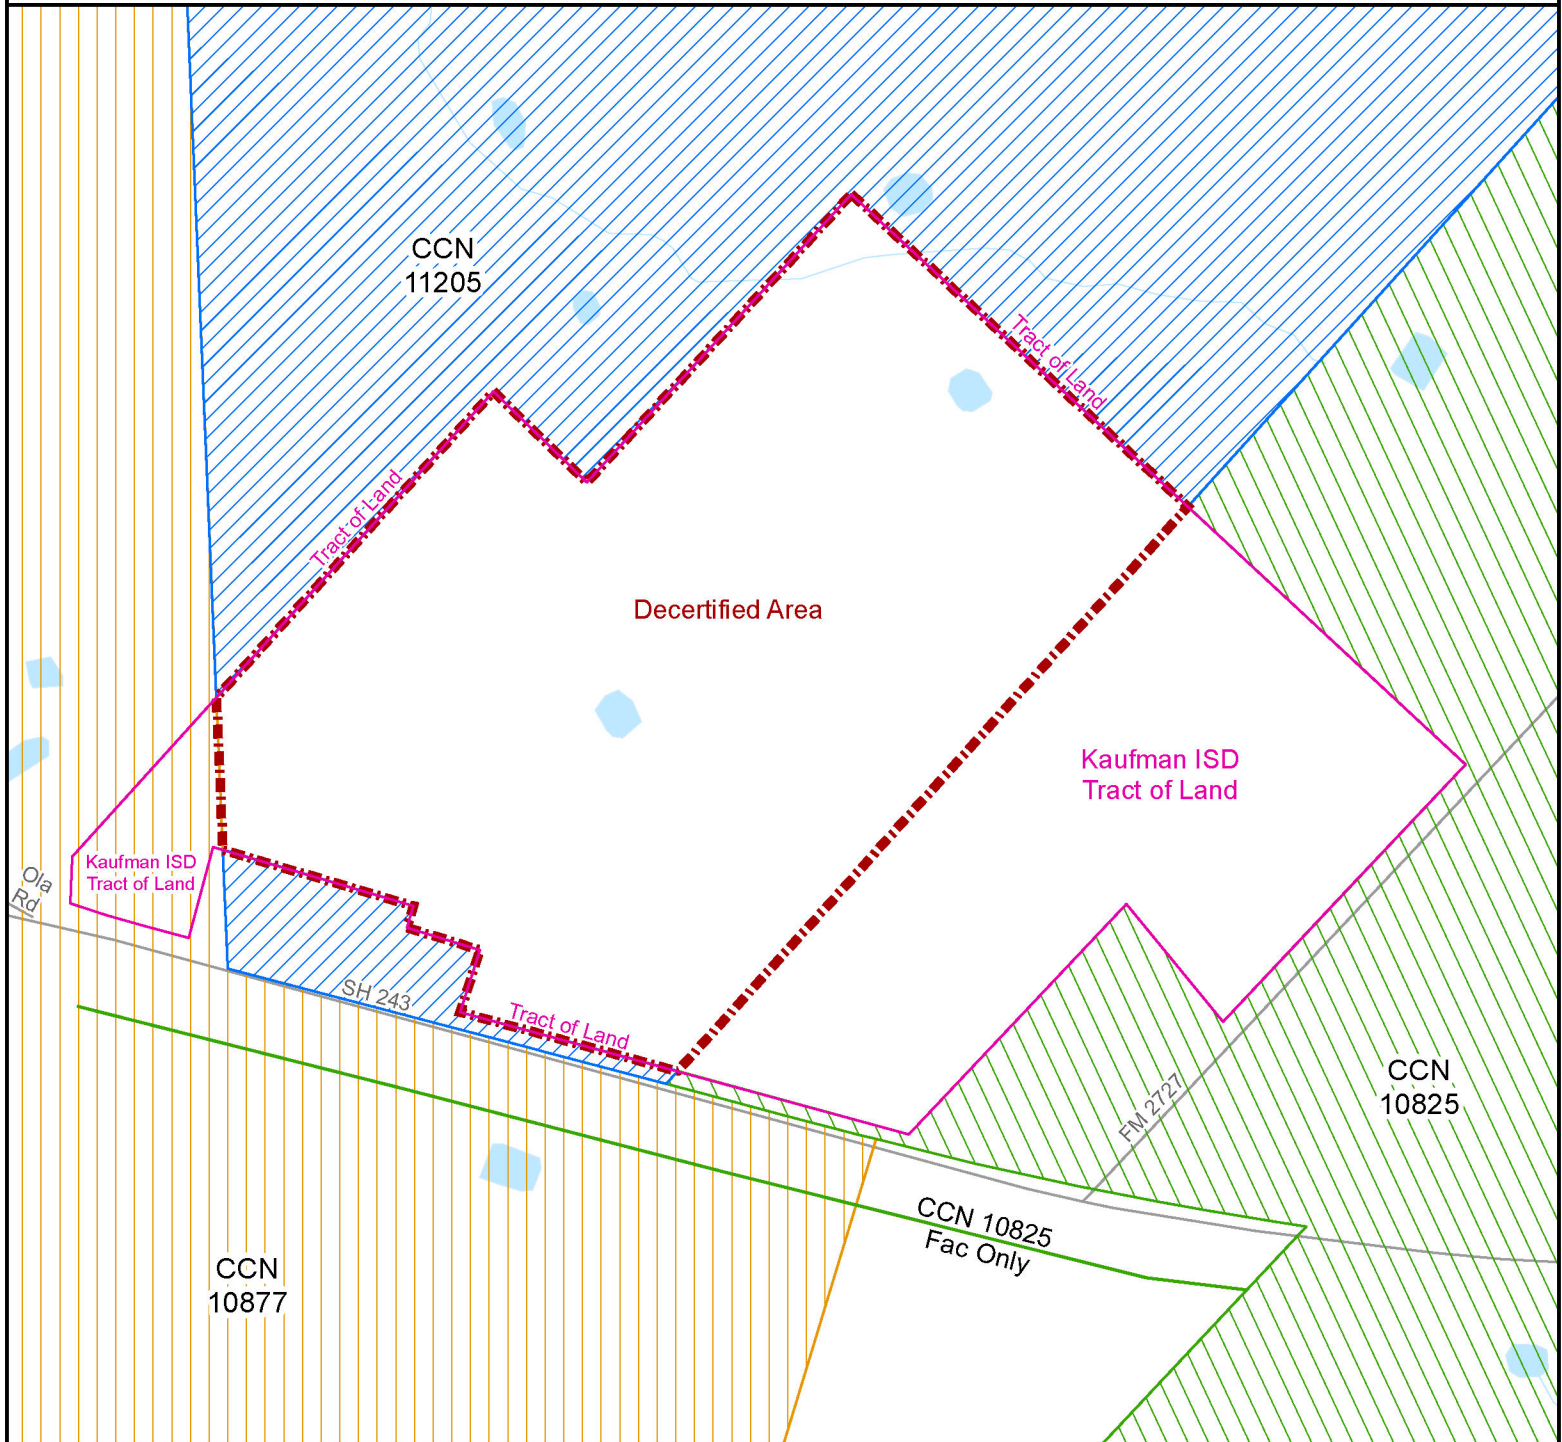 CCN
11205
Tract of Land
Tract of Land
Decertified Area
Kaufman ISD
Tract of Land
Kaufman ISD
Tract of Land
Ola
Rd
SH 243
Tract of Land
CCN
10825
FM 2727
CCN 10825
Fac Only
CCN
10877